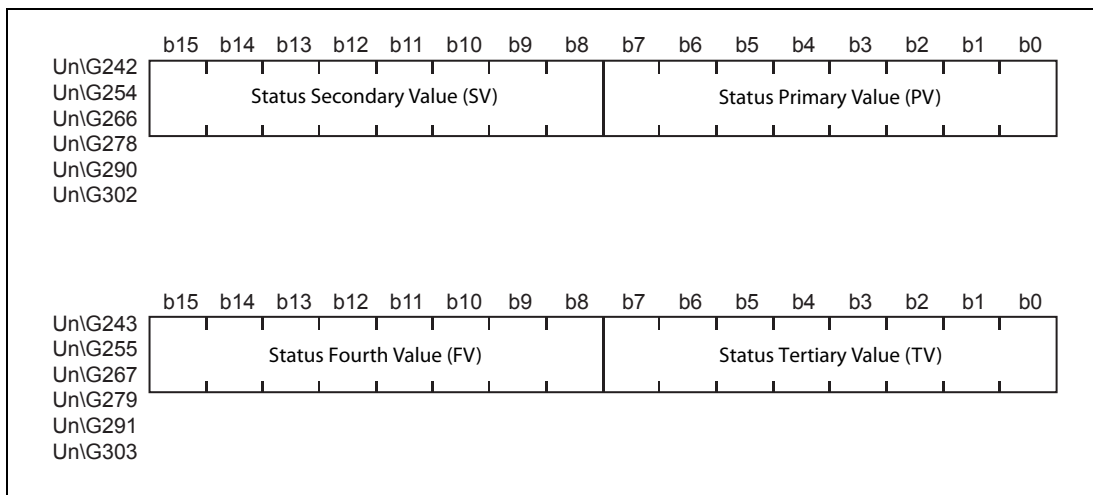 b15 b14 b13 b12 b11 b10 b9 b8 b7 b6 b5 b4 b3 b2 b1 b0
Un\G242
Un\G254
Un\G266
Un\G278
Un\G290
Un\G302
Status Secondary Value (SV) Status Primary Value (PV)
b15 b14 b13 b12 b11 b10 b9 b8 b7 b6 b5 b4 b3 b2 b1 b0
Un\G243
Un\G255
Un\G267
Un\G279
Un\G291
Un\G303
Status Fourth Value (FV) Status Tertiary Value (TV)